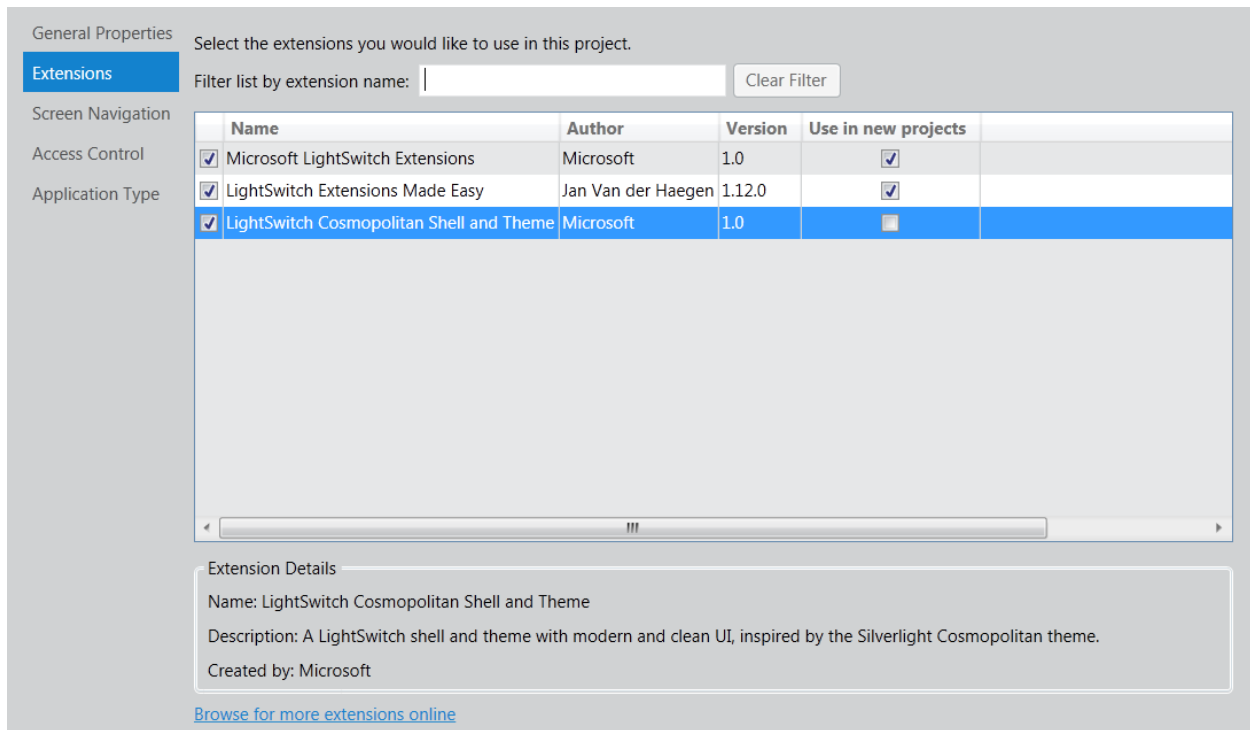 General Properties
Extensions
Screen Navigation
Access Control
Application Type
Select the extensions you would like to use in this project.
Filter list by extension name:
Clear Filter
Name Author Version Use in new projects
Microsoft LightSwitch Extensions Microsoft 1.0
LightSwitch Extensions Made Easy Jan Van der Haegen 1.12.0
LightSwitch Cosmopolitan Shell and Theme Microsoft 1.0
Extension Details
Name: LightSwitch Cosmopolitan Shell and Theme
Description: A LightSwitch shell and theme with modern and clean UI, inspired by the Silverlight Cosmopolitan theme.
Created by: Microsoft
Browse for more extensions online